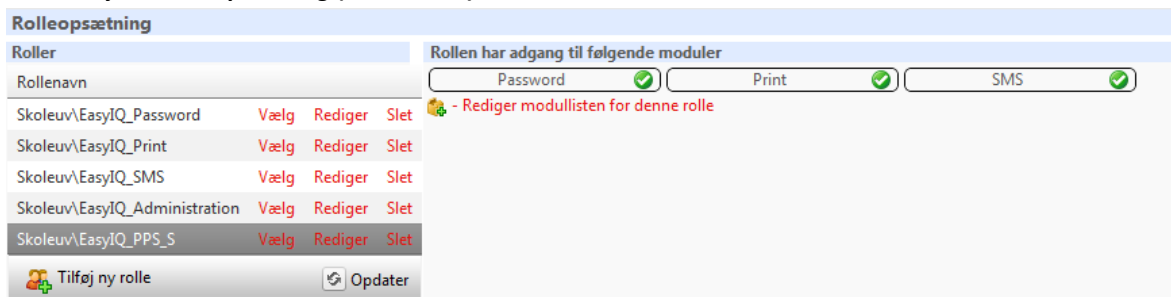 Rolleopsætning
Roller
Rollenavn
Skoleuv\EasyIQ_Password Vælg Rediger Slet
Skoleuv\EasyIQ_Print Vælg Rediger Slet
Skoleuv\EasyIQ_SMS Vælg Rediger Slet
Skoleuv\EasyIQ_Administration Vælg Rediger Slet
Skoleuv\EasyIQ_PPS_S Vælg Rediger Slet
Tilføj ny rolle Opdater
Rollen har adgang til følgende moduler
Password Print SMS
- Rediger modullisten for denne rolle